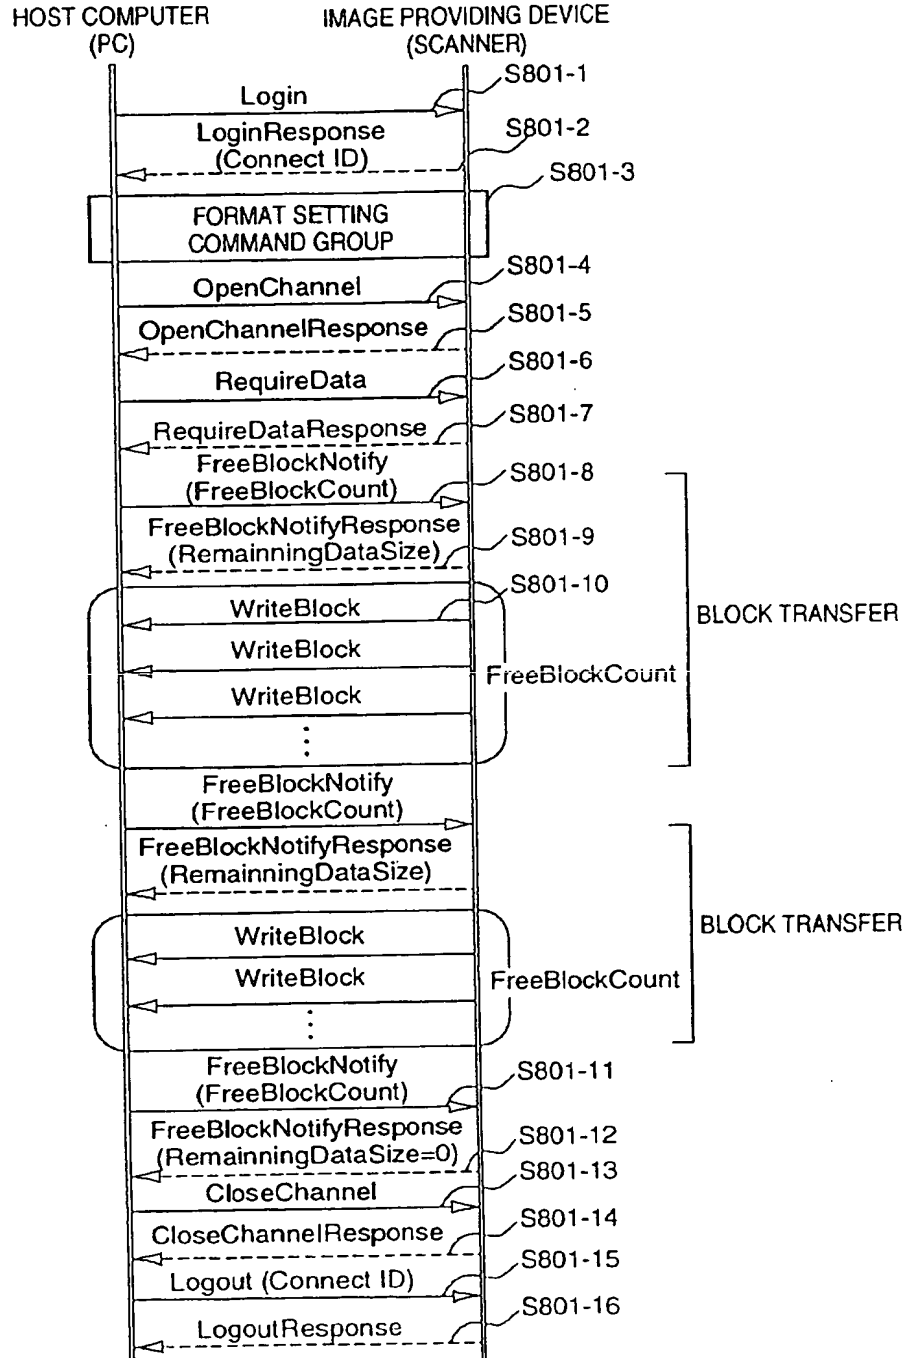 HOST COMPUTER
(PC)
IMAGE PROVIDING DEVICE
(SCANNER)
S801-1
Login
S801-2
LoginResponse
(Connect ID)
S801-3
FORMAT SETTING
COMMAND GROUP
S801-4
OpenChannel
S801-5
OpenChannelResponse
S801-6
RequireData
S801-7
RequireDataResponse
FreeBlockNotify
(FreeBlockCount)
S801-8
FreeBlockNotifyResponse
(RemainningDataSize)
S801-9
S801-10
WriteBlock
WriteBlock
WriteBlock
FreeBlockCount
BLOCK TRANSFER
FreeBlockNotify
(FreeBlockCount)
FreeBlockNotifyResponse
(RemainningDataSize)
WriteBlock
WriteBlock
FreeBlockCount
BLOCK TRANSFER
FreeBlockNotify
(FreeBlockCount)
S801-11
FreeBlockNotifyResponse
(RemainningDataSize=0)
S801-12
CloseChannel
S801-13
CloseChannelResponse
S801-14
Logout (Connect ID)
S801-15
LogoutResponse
S801-16